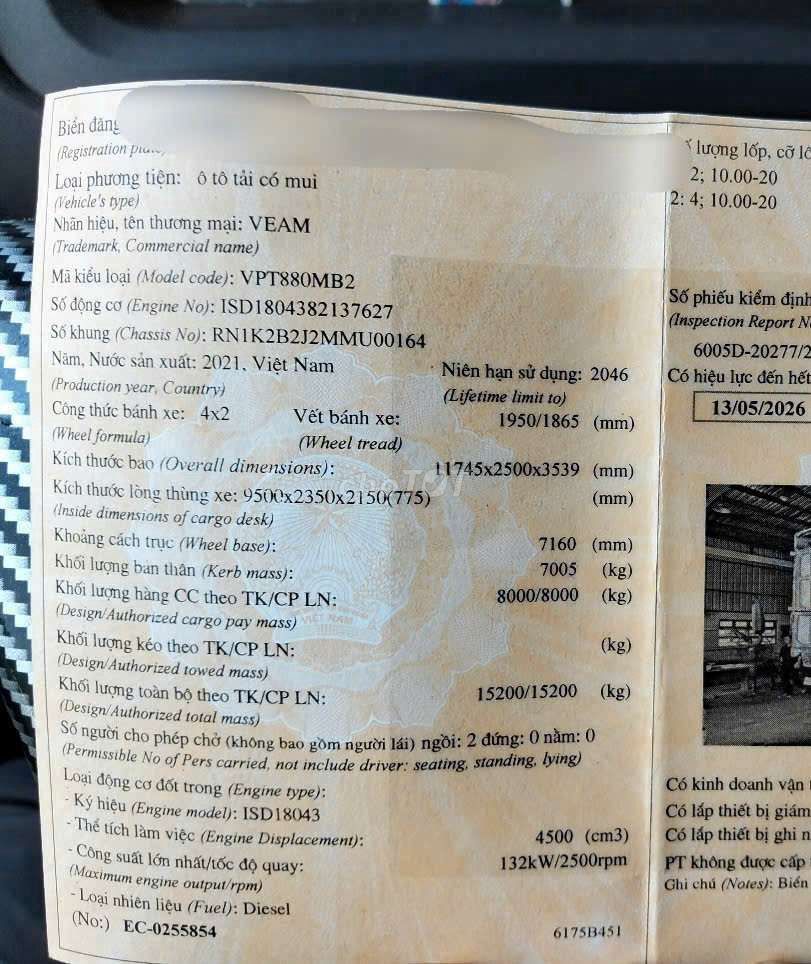 Biển đăng
(Registration
Loại phương tiện: ô tô tải có mui
(Vehicle's type)
Nhãn hiệu, tên thương mại: VEAM
(Trademark, Commercial name)
Mã kiểu loại (Model code): VPT880MB2
Số động cơ (Engine No): ISD1804382137627
Số khung (Chassis No): RN1K2B2J2MMU00164
Năm, Nước sản xuất: 2021, Việt Nam
(Production year, Country)
Niên hạn sử dụng: 2046
(Lifetime limit to)
Công thức bánh xe: 4x2
(Wheel formula)
Vết bánh xe: 1950/1865 (mm)
(Wheel tread)
Kích thước bao (Overall dimensions): 11745x2500x3539 (mm)
Kích thước lòng thùng xe: 9500x2350x2150(775) (mm)
(Inside dimensions of cargo desk)
Khoảng cách trục (Wheel base): 7160 (mm)
Khối lượng bản thân (Kerb mass): 7005 (kg)
Khối lượng hàng CC theo TK/CP LN: 8000/8000 (kg)
(Design/Authorized cargo pay mass)
Khối lượng kéo theo TK/CP LN: (kg)
(Design/Authorized towed mass)
Khối lượng toàn bộ theo TK/CP LN: 15200/15200 (kg)
(Design/Authorized total mass)
Số người cho phép chở (không bao gồm người lái) ngồi: 2 đứng: 0 nằm: 0
(Permissible No of Pers carried, not include driver: seating, standing, lying)
Loại động cơ đốt trong (Engine type):
- Ký hiệu (Engine model): ISD18043
- Thể tích làm việc (Engine Displacement): 4500 (cm3)
- Công suất lớn nhất/tốc độ quay: 132kW/2500rpm
(Maximum engine output/rpm)
- Loại nhiên liệu (Fuel): Diesel
(No:) EC-0255854
6175B451
VIỆT NAM
choTỐT
lượng lốp, cỡ lố
2; 10.00-20
2: 4; 10.00-20
Số phiếu kiểm định
(Inspection Report N
6005D-20277/2
Có hiệu lực đến hết
13/05/2026
Có kinh doanh vận t
Có lắp thiết bị giám
Có lắp thiết bị ghi n
PT không được cấp
Ghi chú (Notes): Biển